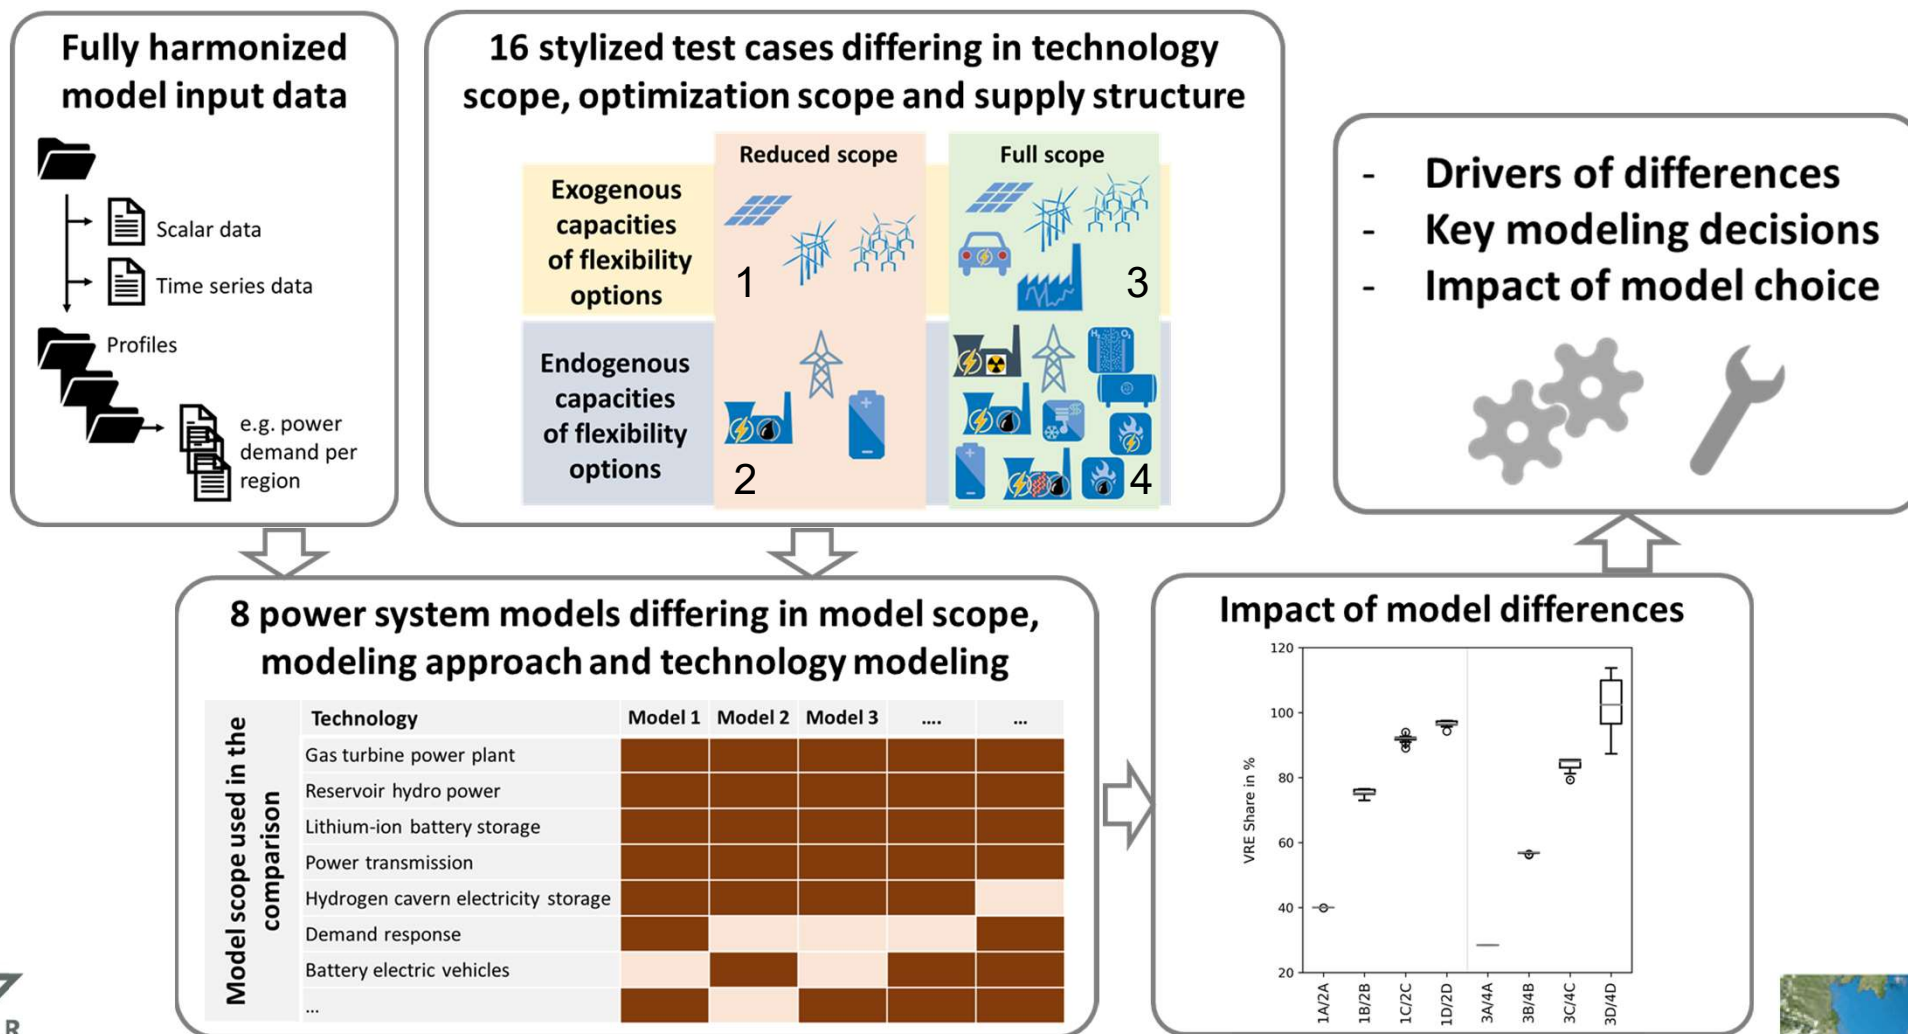 Fully harmonized
model input data
Scalar data
Time series data
Profiles
e.g. power
demand per
region
16 stylized test cases differing in technology
scope, optimization scope and supply structure
Reduced scope
Full scope
Exogenous
capacities
of flexibility
options
1
3
Endogenous
capacities
of flexibility
options
H₂ O₂
2
4
- Drivers of differences
- Key modeling decisions
- Impact of model choice
8 power system models differing in model scope,
modeling approach and technology modeling
Model scope used in the
comparison
Technology Model 1 Model 2 Model 3 .... ...
Gas turbine power plant
Reservoir hydro power
Lithium-ion battery storage
Power transmission
Hydrogen cavern electricity storage
Demand response
Battery electric vehicles
...
Impact of model differences
VRE Share in %
120
100
80
60
40
20
1A/2A
1B/2B
1C/2C
1D/2D
3A/4A
3B/4B
3C/4C
3D/4D
R